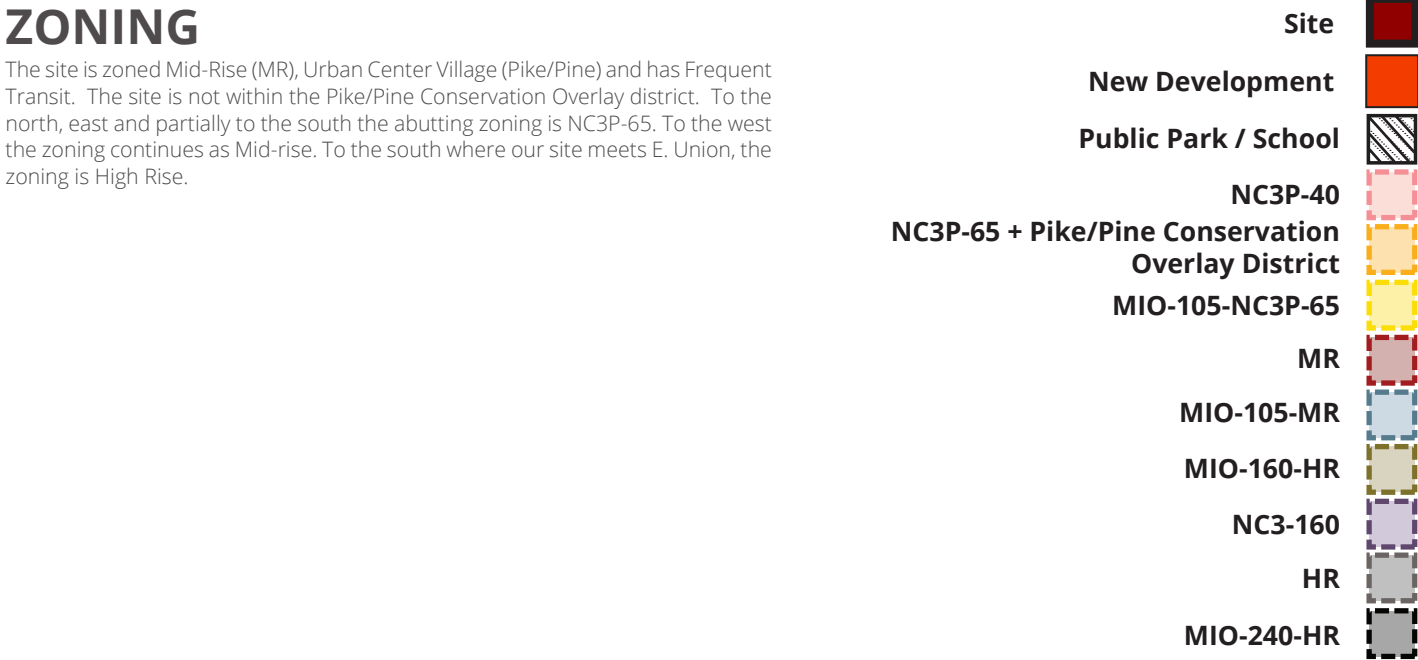 ZONING
The site is zoned Mid-Rise (MR), Urban Center Village (Pike/Pine) and has Frequent
Transit.  The site is not within the Pike/Pine Conservation Overlay district.  To the
north, east and partially to the south the abutting zoning is NC3P-65. To the west
the zoning continues as Mid-rise. To the south where our site meets E. Union, the
zoning is High Rise.
Site
New Development
Public Park / School
NC3P-40
NC3P-65 + Pike/Pine Conservation
Overlay District
MIO-105-NC3P-65
MR
MIO-105-MR
MIO-160-HR
NC3-160
HR
MIO-240-HR